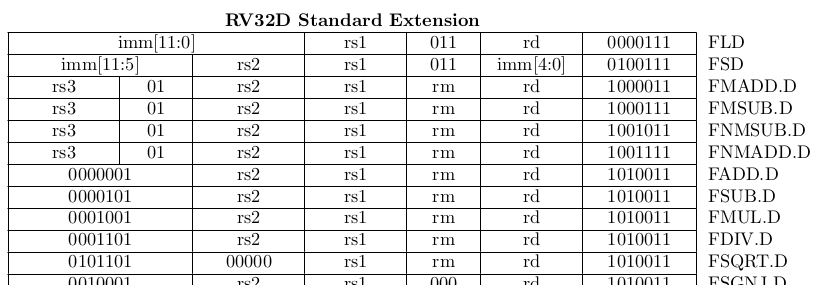 RV32D Standard Extension
imm[11:0] rs1 011 rd 0000111 FLD
imm[11:5] rs2 rs1 011 imm[4:0] 0100111 FSD
rs3 01 rs2 rs1 rm rd 1000011 FMADD.D
rs3 01 rs2 rs1 rm rd 1000111 FMSUB.D
rs3 01 rs2 rs1 rm rd 1001011 FNMSUB.D
rs3 01 rs2 rs1 rm rd 1001111 FNMADD.D
0000001 rs2 rs1 rm rd 1010011 FADD.D
0000101 rs2 rs1 rm rd 1010011 FSUB.D
0001001 rs2 rs1 rm rd 1010011 FMUL.D
0001101 rs2 rs1 rm rd 1010011 FDIV.D
0101101 00000 rs1 rm rd 1010011 FSQRT.D
0010001 rs2 rs1 000 rd 1010011 FSGNJ.D